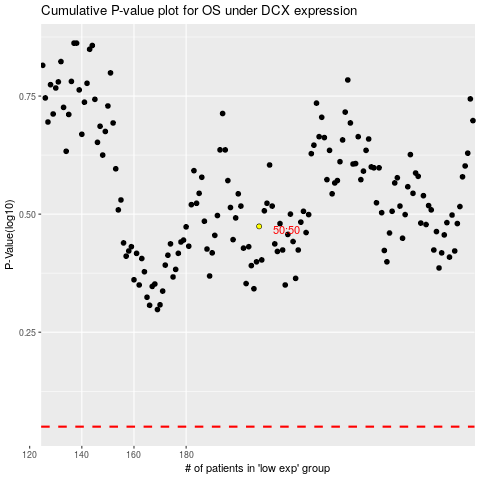 Cumulative P-value plot for OS under DCX expression
P-Value(log10)
0.75
0.50
0.25
50:50
120 140 160 180
# of patients in 'low exp' group